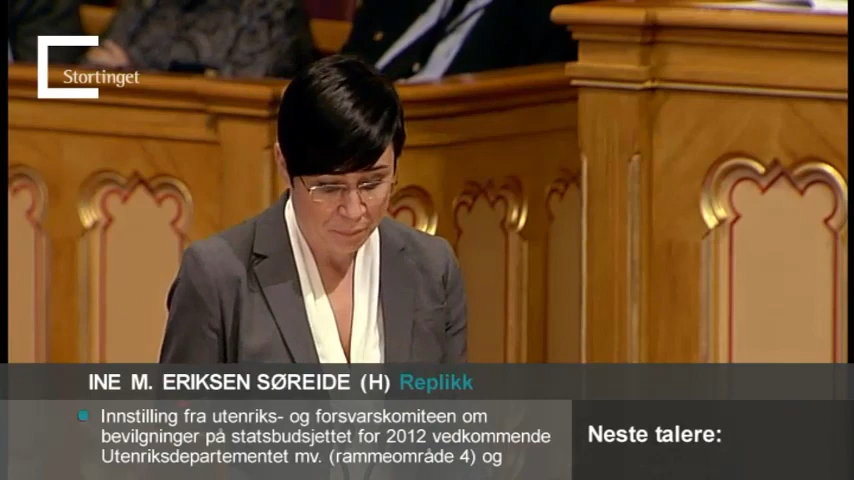 Stortinget
INE M. ERIKSEN SØREIDE (H) Replikk
Innstilling fra utenriks- og forsvarskomiteen om
bevilgninger på statsbudsjettet for 2012 vedkommende
Utenriksdepartementet mv. (rammeområde 4) og
Neste talere: